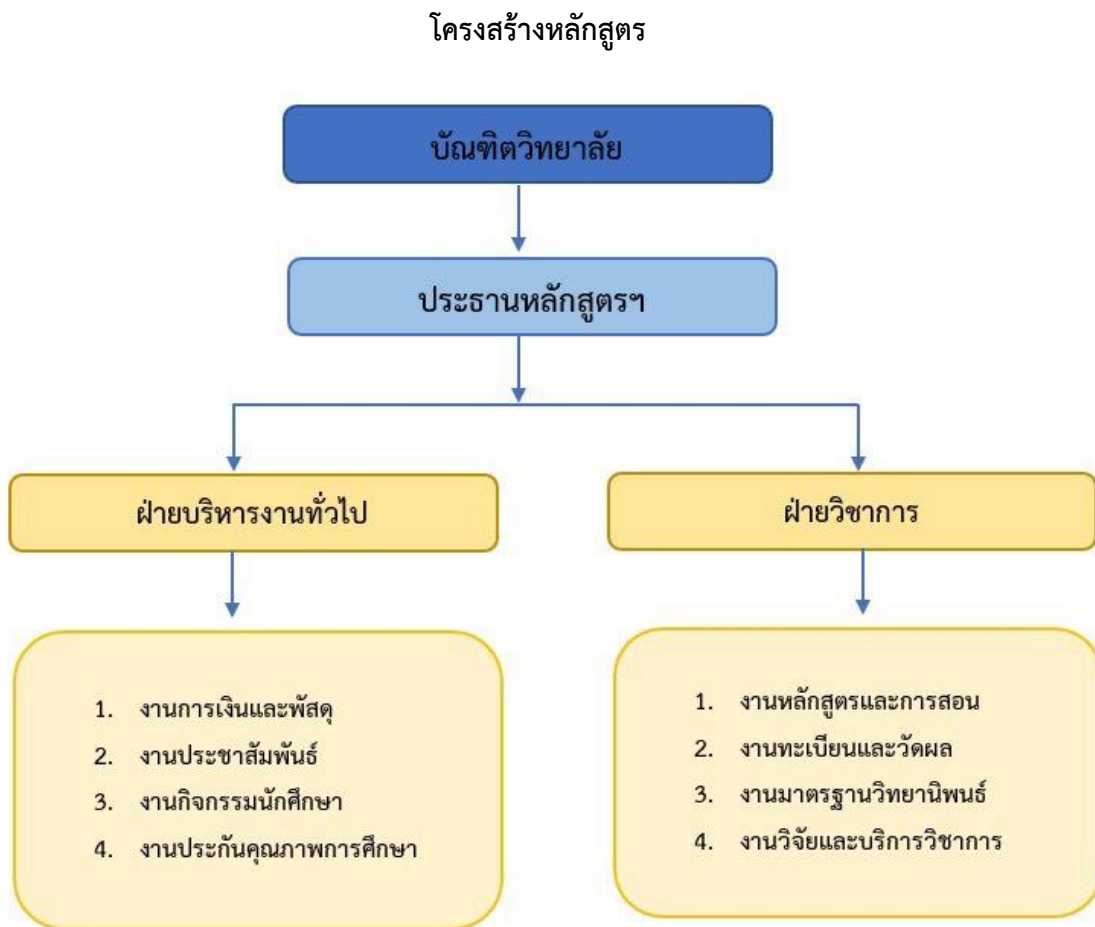 โครงสร้างหลักสูตร
บัณฑิตวิทยาลัย
ประธานหลักสูตรฯ
ฝ่ายบริหารงานทั่วไป
1. งานการเงินและพัสดุ
2. งานประชาสัมพันธ์
3. งานกิจกรรมนักศึกษา
4. งานประกันคุณภาพการศึกษา
ฝ่ายวิชาการ
1. งานหลักสูตรและการสอน
2. งานทะเบียนและวัดผล
3. งานมาตรฐานวิทยานิพนธ์
4. งานวิจัยและบริการวิชาการ